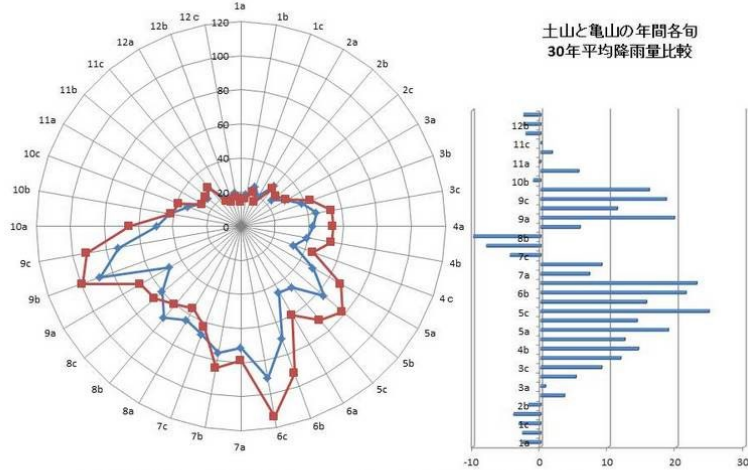 土山と亀山の年間各旬
30年平均降雨量比較
1a
1b
1c
2a
2b
2c
3a
3b
3c
4a
4b
4c
5a
5b
5c
6a
6b
6c
7a
7b
7c
8a
8b
8c
9a
9b
9c
10a
10b
10c
11a
11b
11c
12a
12b
12c
120
100
80
60
40
20
0
12b
11c
11a
10b
9c
9a
8b
7c
7a
6b
5c
5a
4b
3c
3a
2b
1c
1a
-10
0
10
20
30